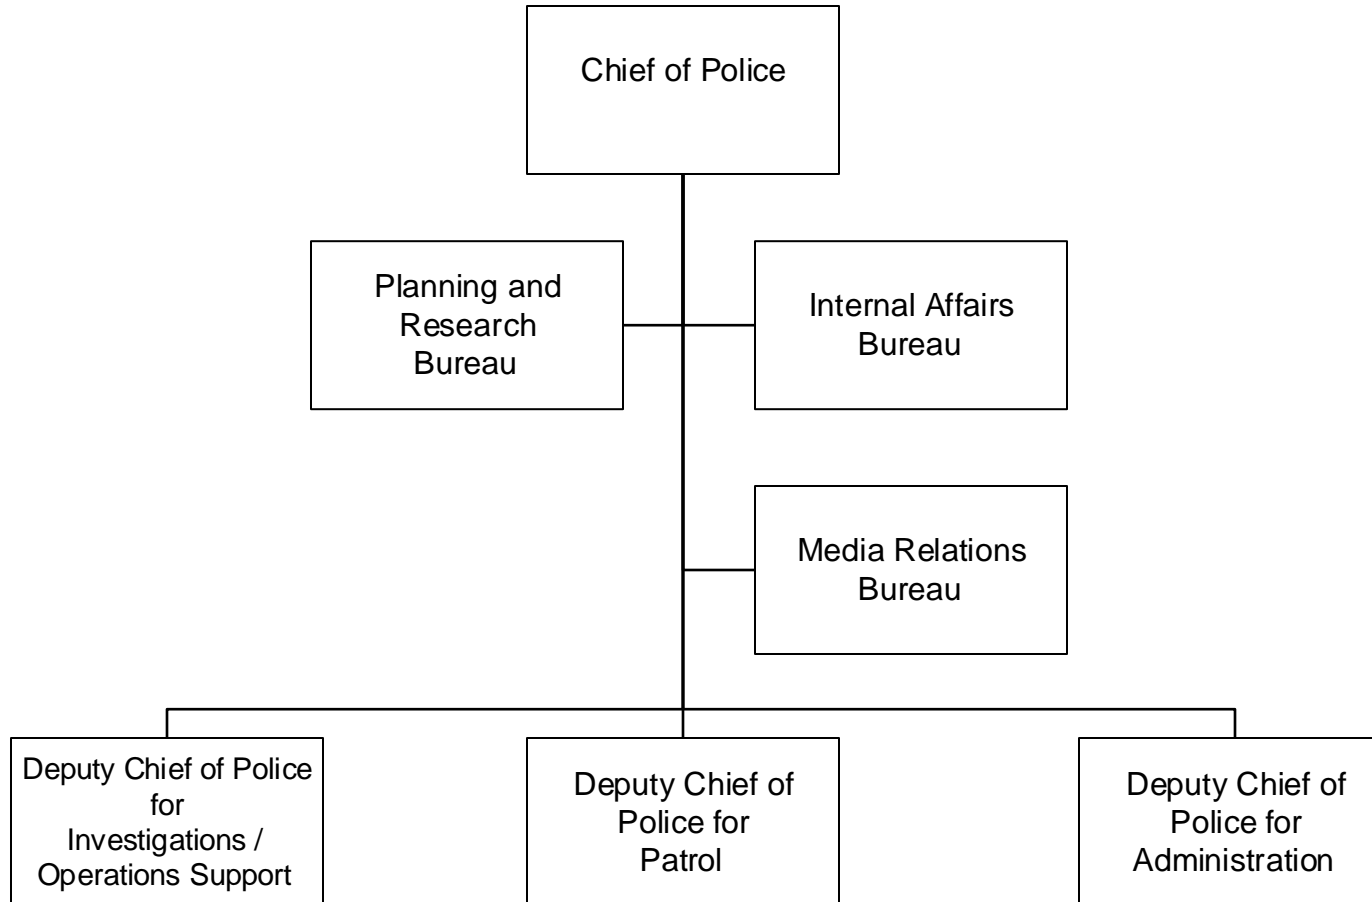 Chief of Police
Planning and
Research
Bureau
Internal Affairs
Bureau
Media Relations
Bureau
Deputy Chief of Police
for
Investigations /
Operations Support
Deputy Chief of
Police for
Patrol
Deputy Chief of
Police for
Administration